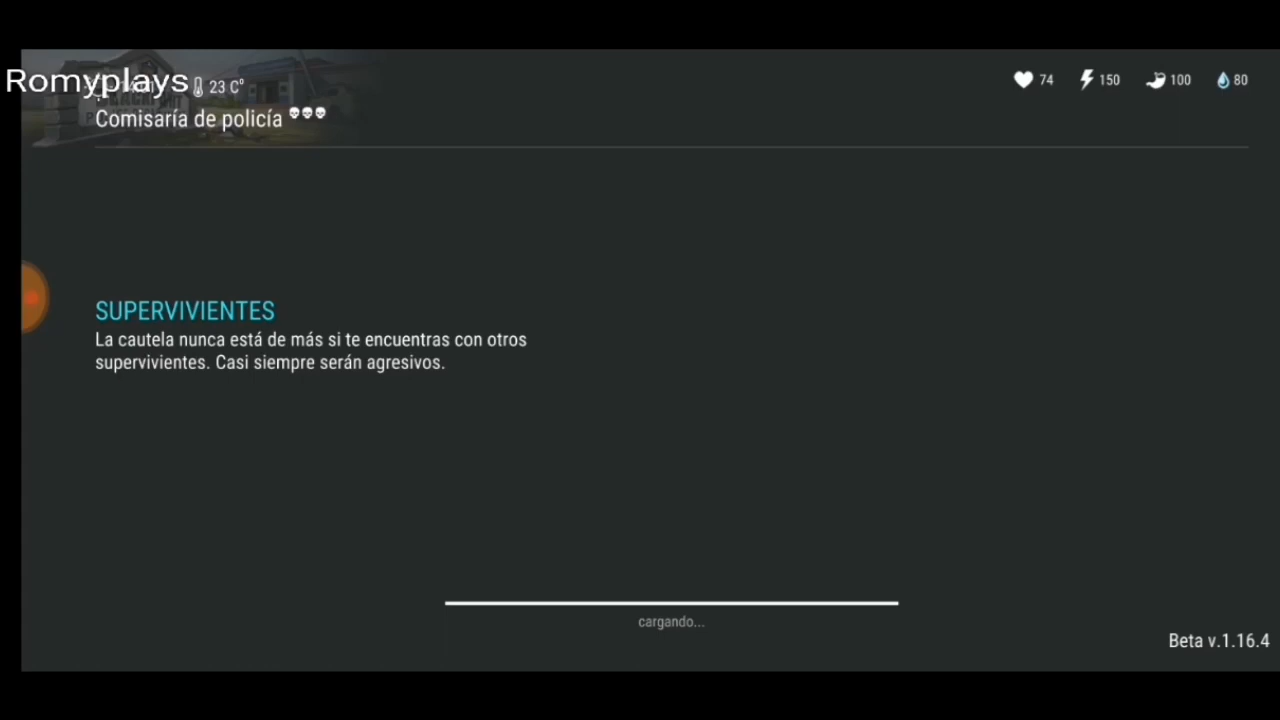 Romyplays
23 C°
74
150
100
80
Comisaría de policía
SUPERVIVIENTES
La cautela nunca está de más si te encuentras con otros
supervivientes. Casi siempre serán agresivos.
cargando...
Beta v.1.16.4